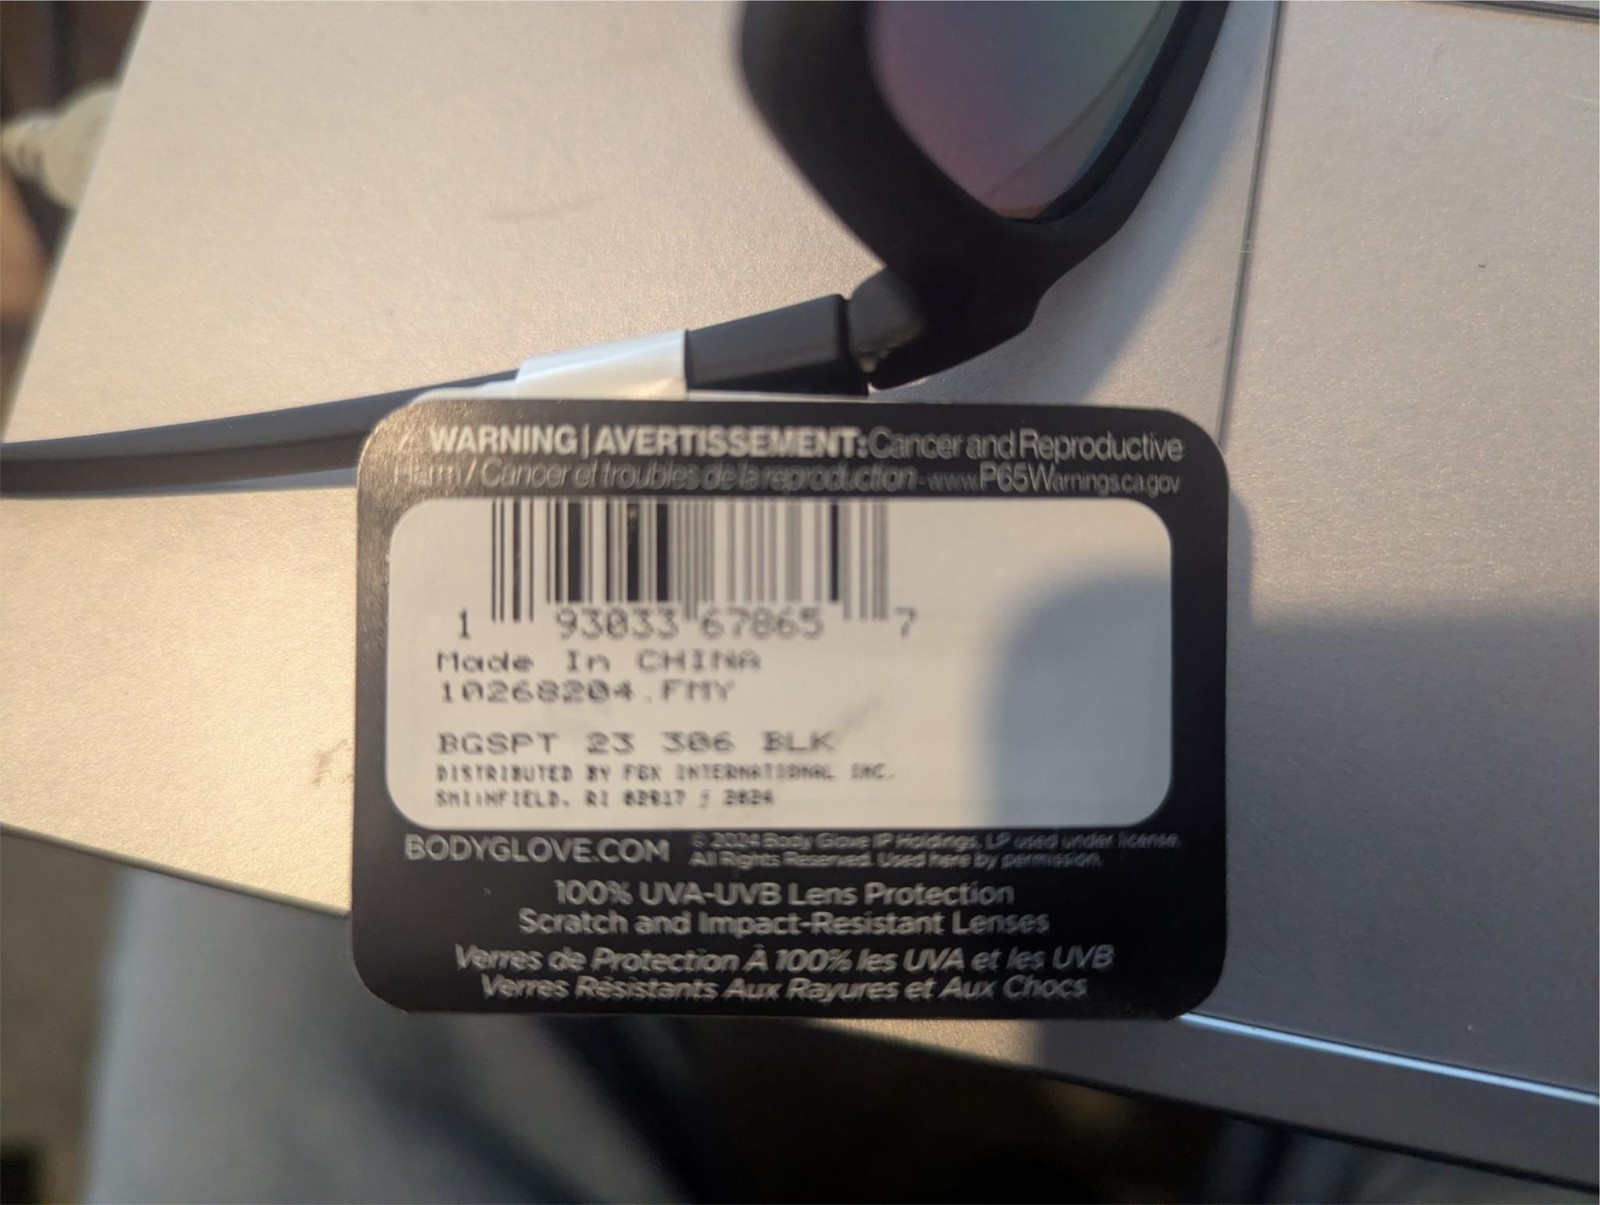 WARNING | AVERTISSEMENT: Cancer and Reproductive
Harm / Cancer et troubles de la reproduction - www.P65Warnings.ca.gov
1 93033 67865 7
Made In CHINA
10268204.FMY
BGSPT 23 306 BLK
DISTRIBUTED BY FGX INTERNATIONAL INC.
SMITHFIELD, RI 02917 / 2024
BODYGLOVE.COM
© 2024 Body Glove IP Holdings, LP used under license.
All Rights Reserved. Used here by permission.
100% UVA-UVB Lens Protection
Scratch and Impact-Resistant Lenses
Verres de Protection À 100% les UVA et les UVB
Verres Résistants Aux Rayures et Aux Chocs